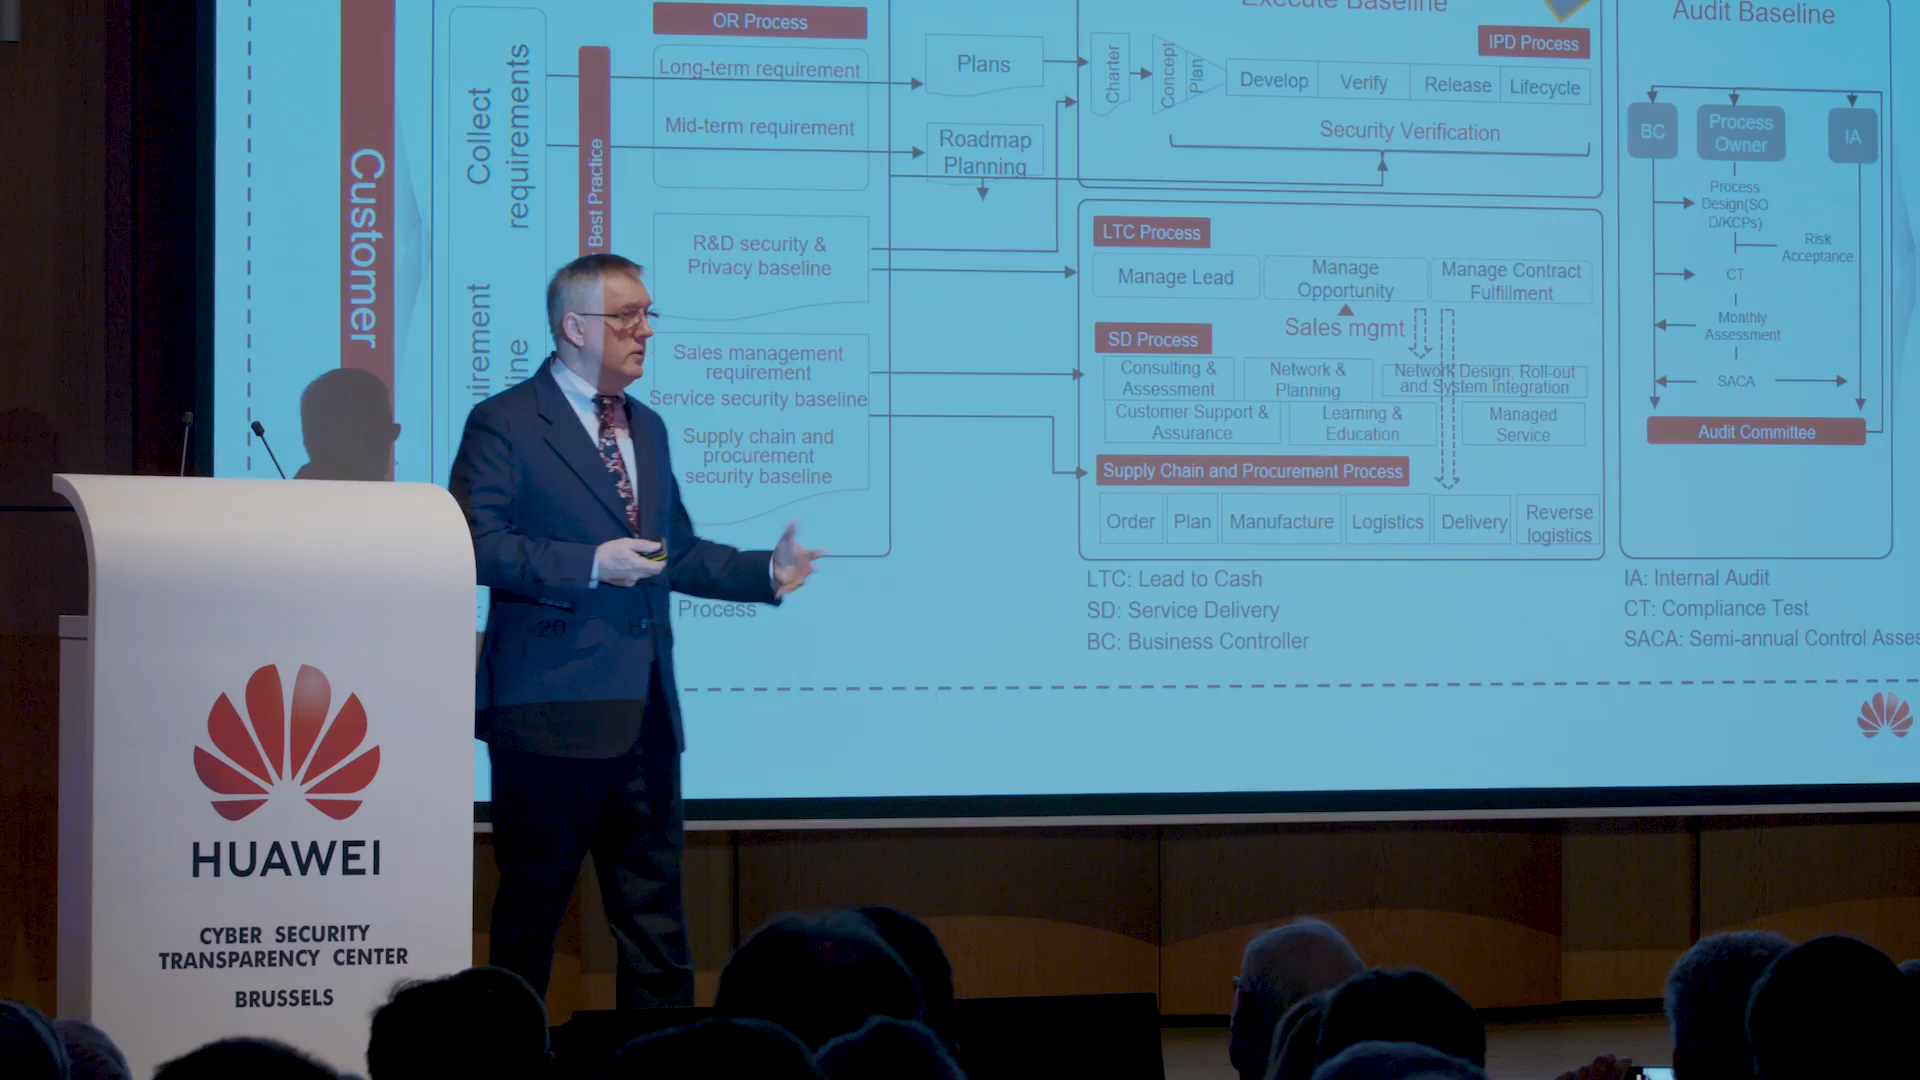 Customer
Collect
requirements
Best Practice
OR Process
Long-term requirement
Mid-term requirement
R&D security &
Privacy baseline
Sales management
requirement
Service security baseline
Supply chain and
procurement
security baseline
Process
Plans
Roadmap
Planning
Execute Baseline
IPD Process
Charter
Concept
Plan
Develop
Verify
Release
Lifecycle
Security Verification
LTC Process
Manage Lead
Manage
Opportunity
Manage Contract
Fulfillment
Sales mgmt
SD Process
Consulting &
Assessment
Network &
Planning
Network Design, Roll-out
and System Integration
Customer Support &
Assurance
Learning &
Education
Managed
Service
Supply Chain and Procurement Process
Order
Plan
Manufacture
Logistics
Delivery
Reverse
logistics
LTC: Lead to Cash
SD: Service Delivery
BC: Business Controller
Audit Baseline
BC
Process
Owner
IA
Process
Design(SO
D/KCPs)
Risk
Acceptance
CT
Monthly
Assessment
SACA
Audit Committee
IA: Internal Audit
CT: Compliance Test
SACA: Semi-annual Control Asses
HUAWEI
CYBER SECURITY
TRANSPARENCY CENTER
BRUSSELS